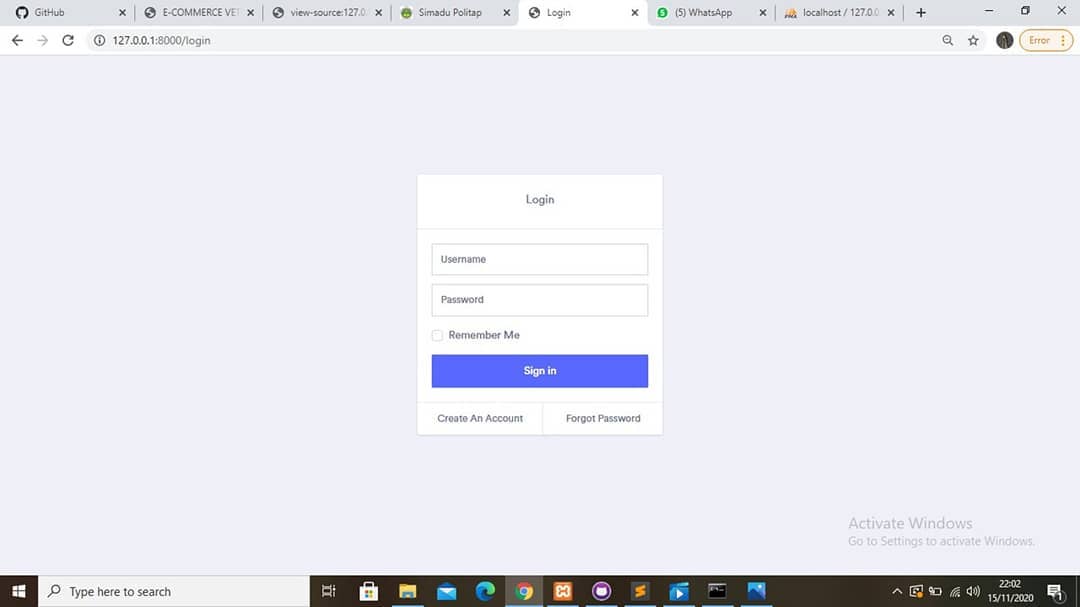 GitHub
E-COMMERCE VET
view-source:127.0
Simadu Politap
Login
(5) WhatsApp
localhost / 127.0.0
127.0.0.1:8000/login
Error
Login
Username
Password
Remember Me
Sign in
Create An Account
Forgot Password
Activate Windows
Go to Settings to activate Windows.
Type here to search
22:02
15/11/2020
1